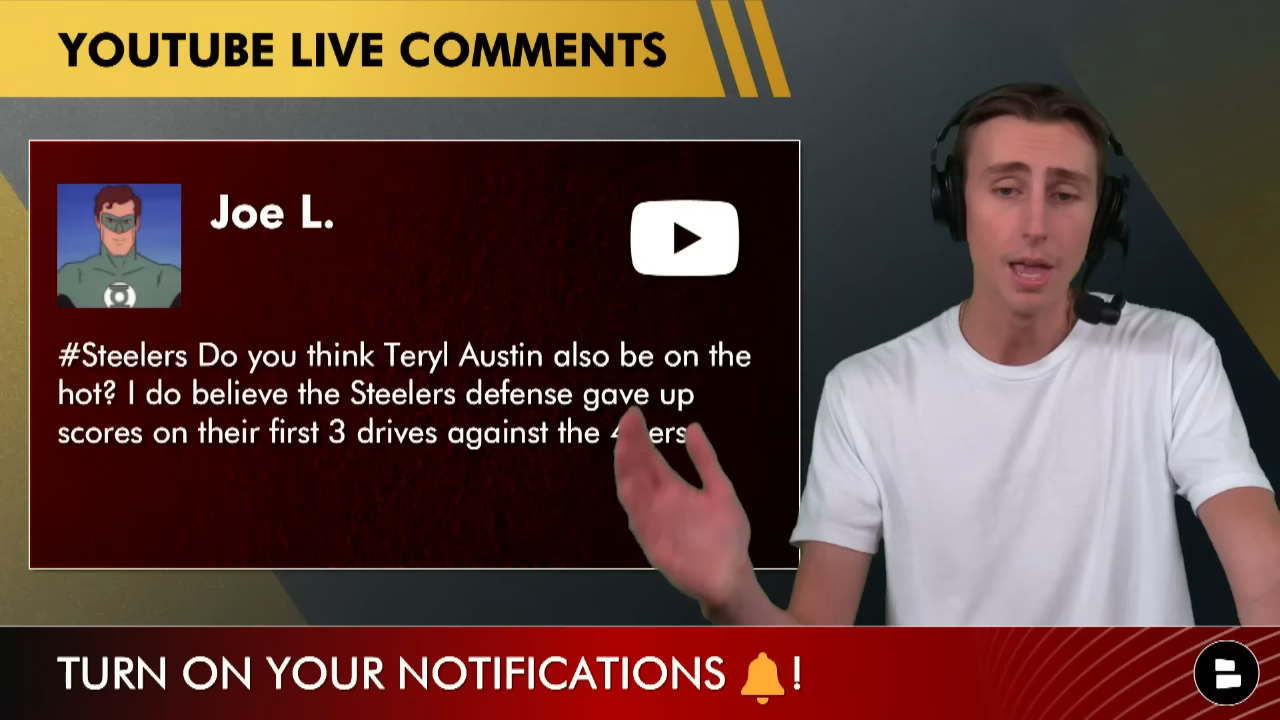 YOUTUBE LIVE COMMENTS
Joe L.
#Steelers Do you think Teryl Austin also be on the
hot? I do believe the Steelers defense gave up
scores on their first 3 drives against the
TURN ON YOUR NOTIFICATIONS 🔔!